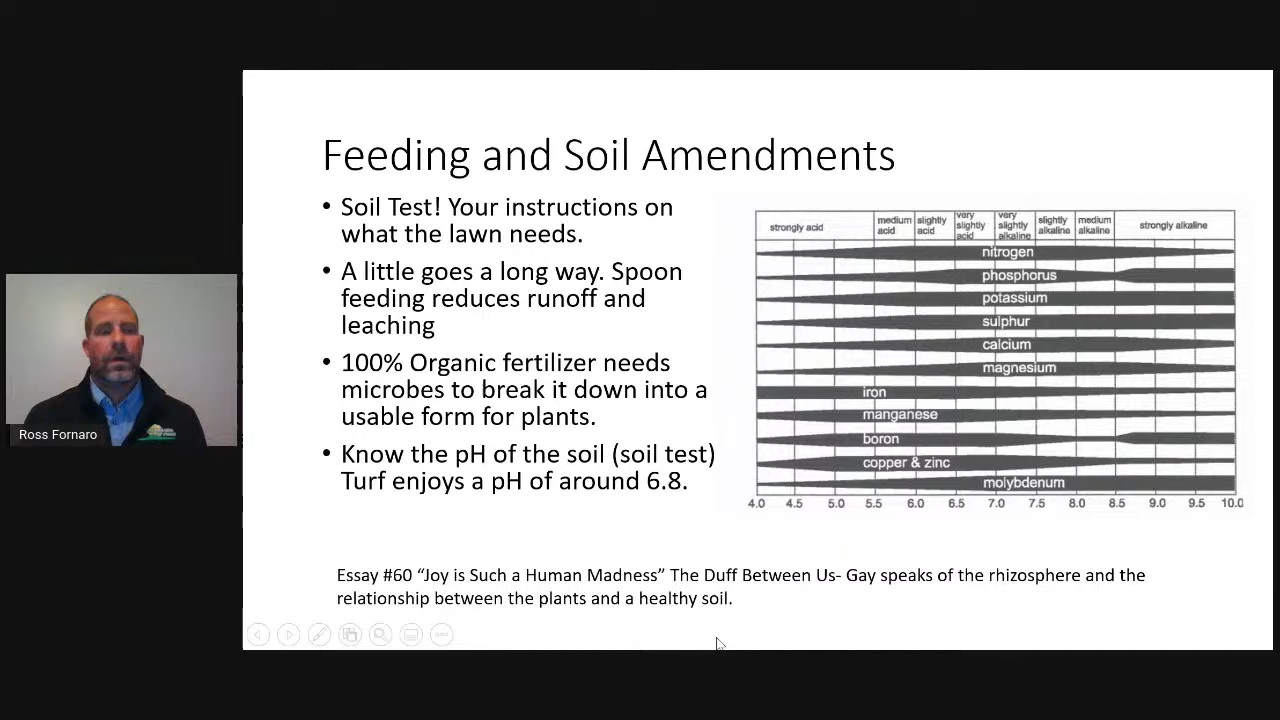 Feeding and Soil Amendments
• Soil Test! Your instructions on
what the lawn needs.
• A little goes a long way. Spoon
feeding reduces runoff and
leaching
• 100% Organic fertilizer needs
microbes to break it down into a
usable form for plants.
• Know the pH of the soil (soil test)
Turf enjoys a pH of around 6.8.
strongly acid
medium
acid
slightly
acid
very
slightly
acid
very
slightly
alkaline
slightly
alkaline
medium
alkaline
strongly alkaline
nitrogen
phosphorus
potassium
sulphur
calcium
magnesium
iron
manganese
boron
copper & zinc
molybdenum
4.0 4.5 5.0 5.5 6.0 6.5 7.0 7.5 8.0 8.5 9.0 9.5 10.0
Essay #60 “Joy is Such a Human Madness” The Duff Between Us- Gay speaks of the rhizosphere and the
relationship between the plants and a healthy soil.
Ross Fornaro